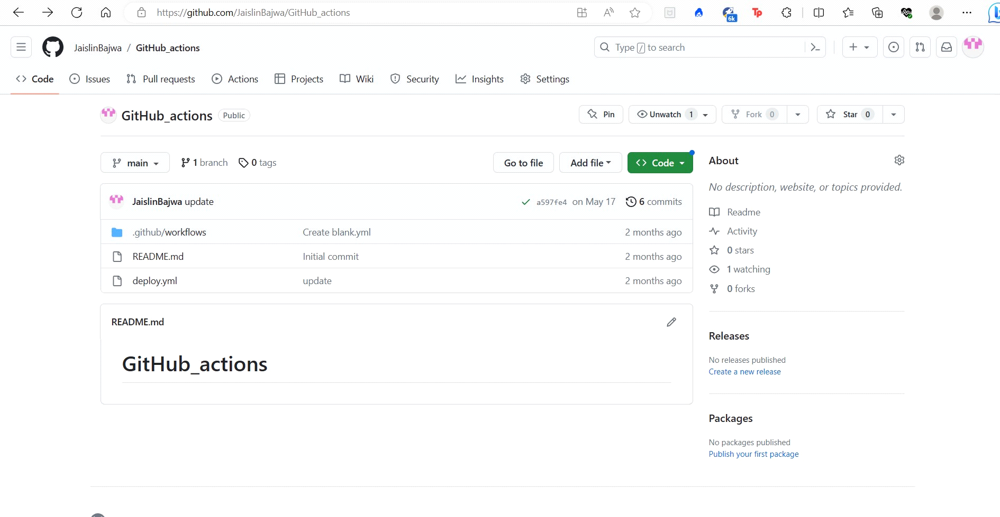 https://github.com/JaislinBajwa/GitHub_actions
6k
Tp
JaislinBajwa / GitHub_actions
Type / to search
Code Issues Pull requests Actions Projects Wiki Security Insights Settings
GitHub_actions Public
Pin Unwatch 1 Fork 0 Star 0
main 1 branch 0 tags Go to file Add file Code
JaislinBajwa update a597fe4 on May 17 6 commits
.github/workflows Create blank.yml 2 months ago
README.md Initial commit 2 months ago
deploy.yml update 2 months ago
README.md
GitHub_actions
About
No description, website, or topics provided.
Readme
Activity
0 stars
1 watching
0 forks
Releases
No releases published
Create a new release
Packages
No packages published
Publish your first package